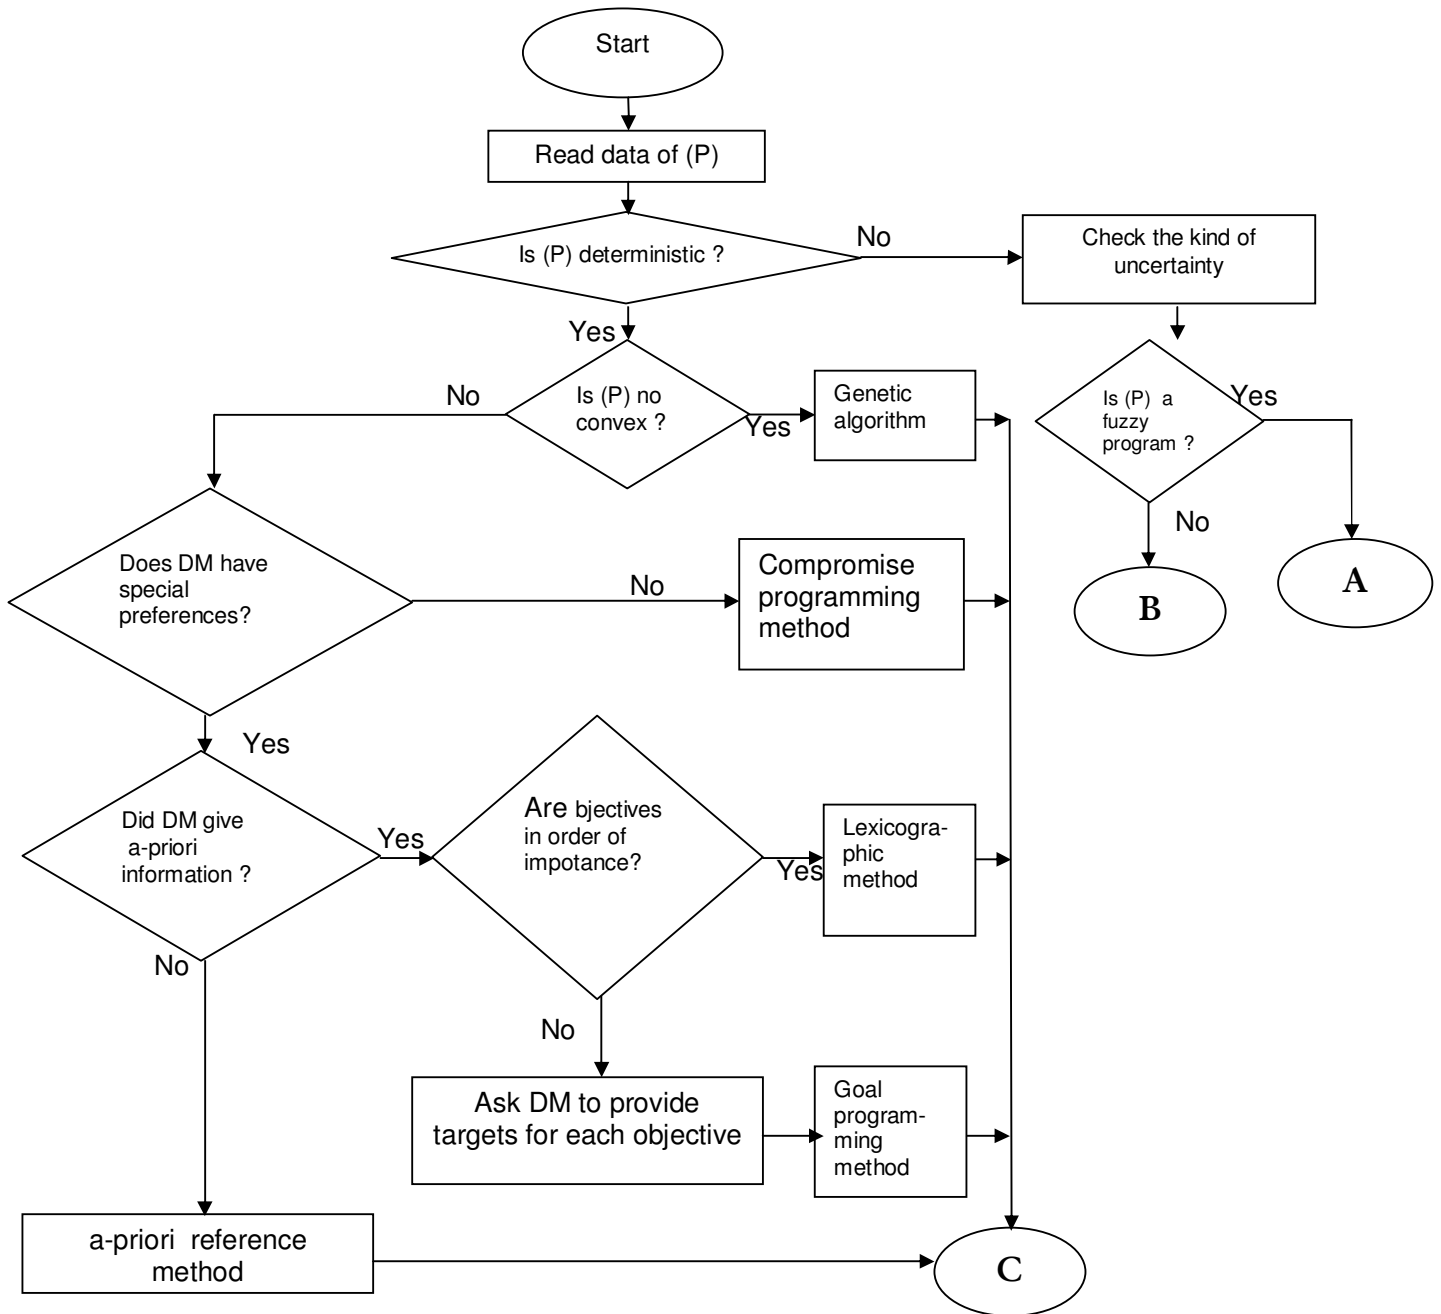 Start
Read data of (P)
Is (P) deterministic ?
No
Check the kind of
uncertainty
Yes
Is (P) no
convex ?
No
Yes
Genetic
algorithm
Is (P) a
fuzzy
program ?
Yes
No
A
B
Does DM have
special
preferences?
No
Compromise
programming
method
Yes
Did DM give
a-priori
information ?
Yes
Are bjectives
in order of
impotance?
Yes
Lexicogra-
phic
method
No
No
Ask DM to provide
targets for each objective
Goal
program-
ming
method
a-priori reference
method
C